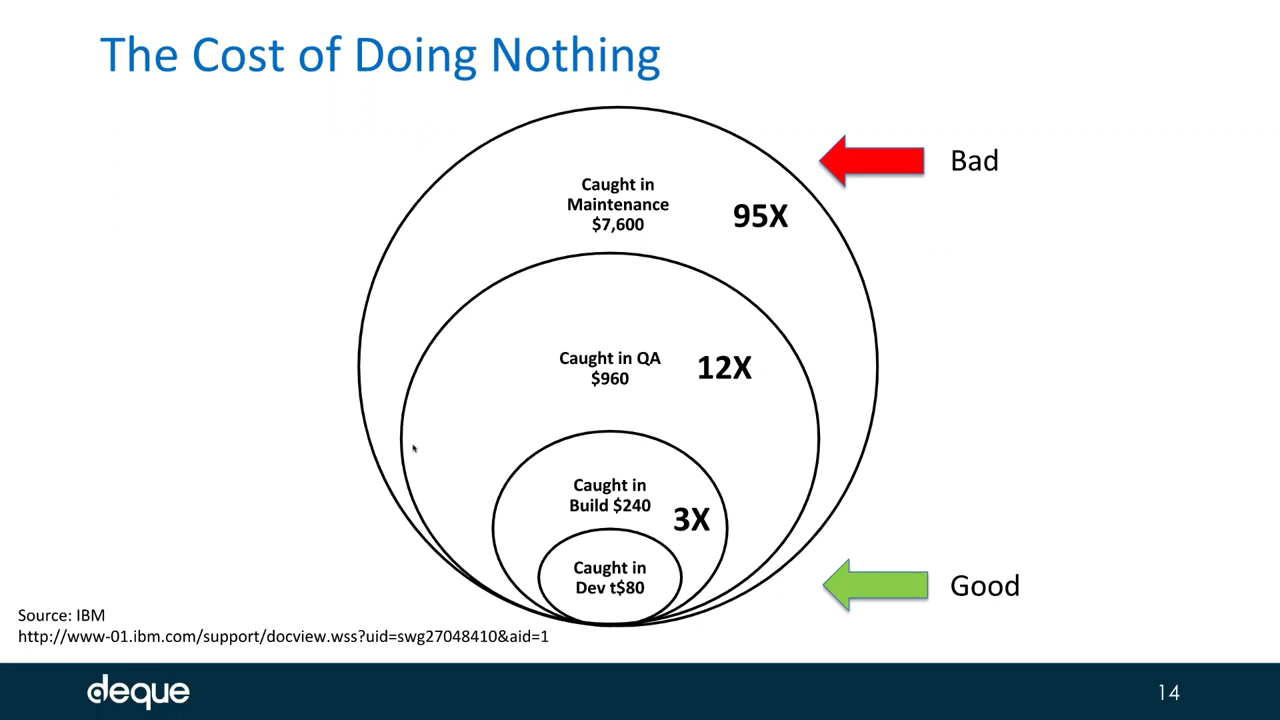 The Cost of Doing Nothing
Bad
Caught in
Maintenance
$7,600
95X
Caught in QA
$960
12X
Caught in
Build $240
3X
Caught in
Dev t$80
Good
Source: IBM
http://www-01.ibm.com/support/docview.wss?uid=swg27048410&aid=1
deque
14